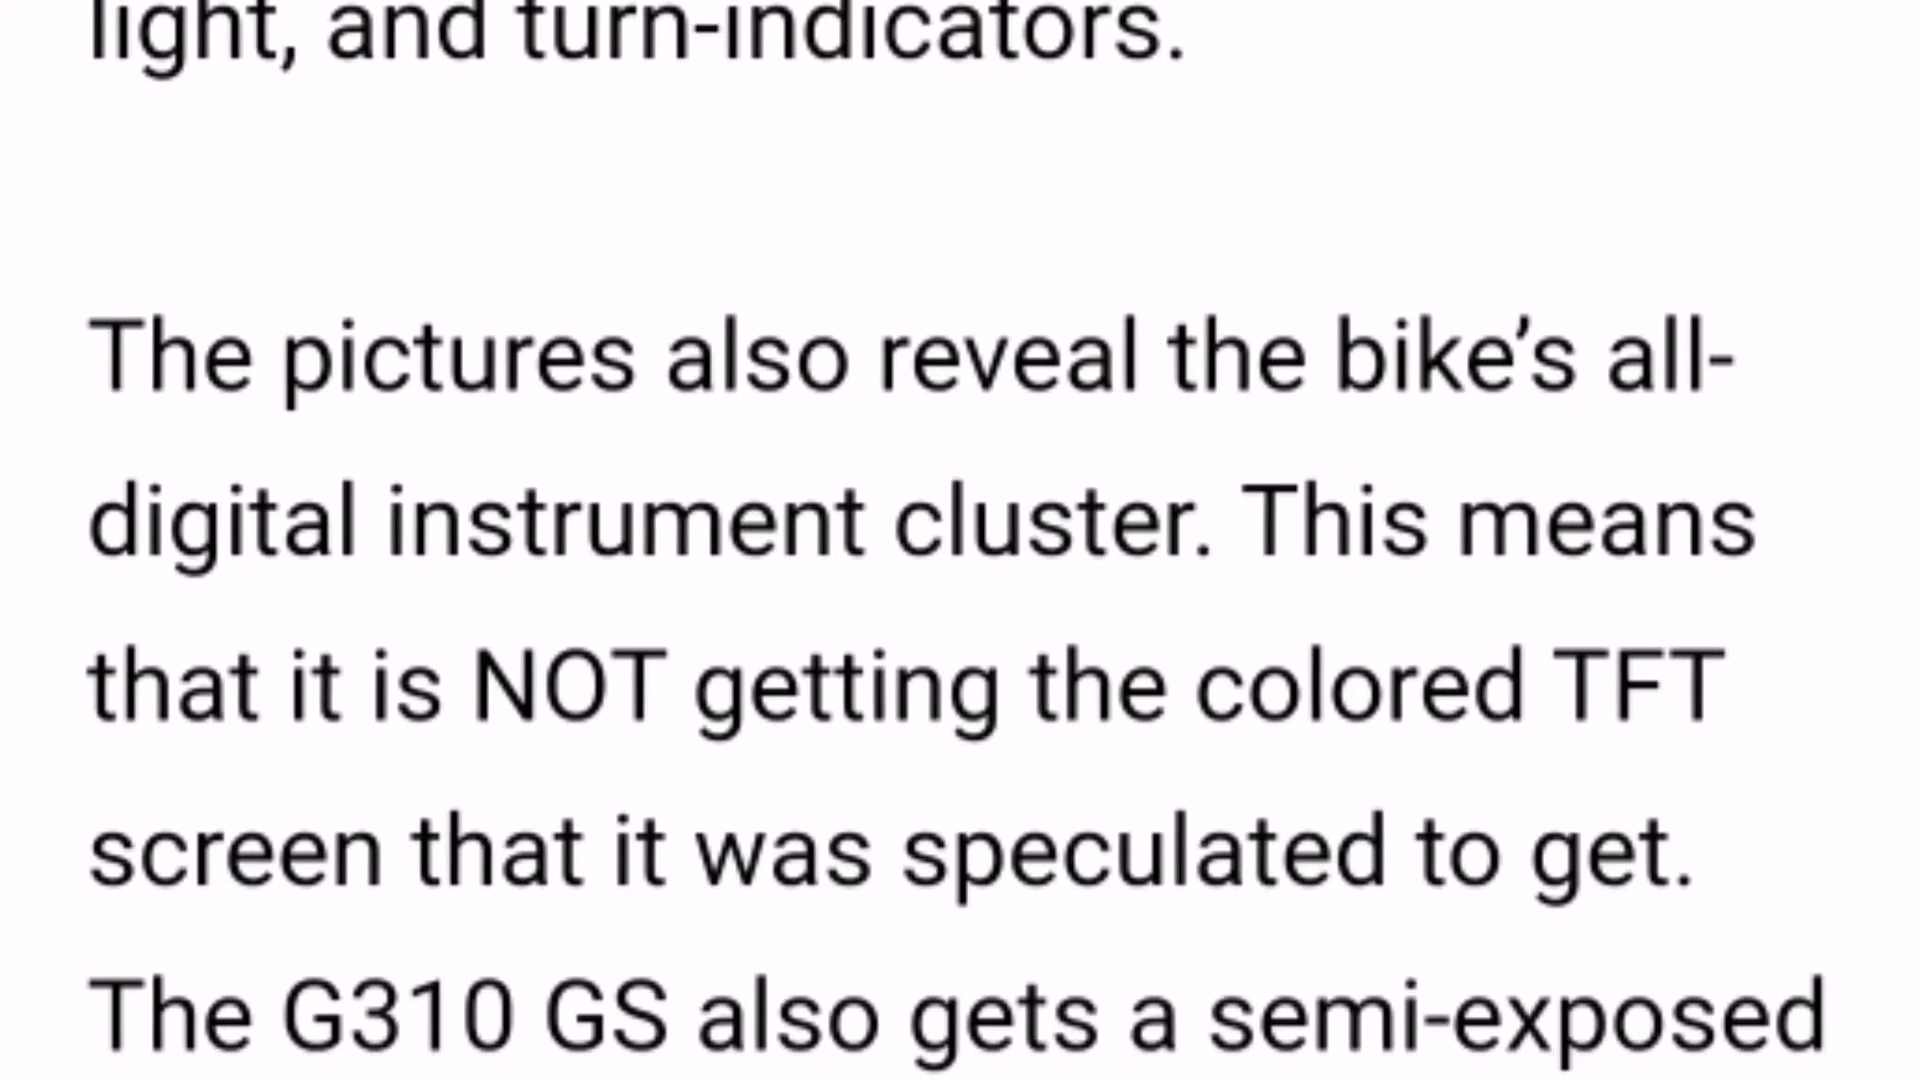 light, and turn-indicators.
The pictures also reveal the bike’s all-
digital instrument cluster. This means
that it is NOT getting the colored TFT
screen that it was speculated to get.
The G310 GS also gets a semi-exposed